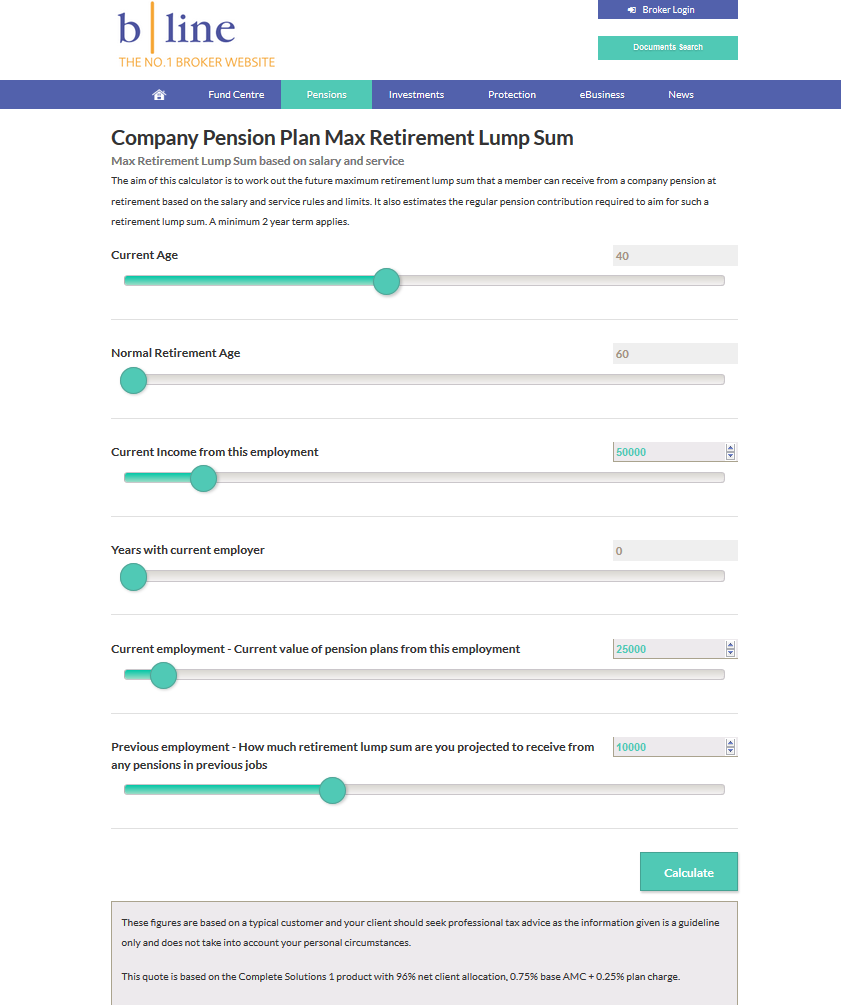 b line
THE NO.1 BROKER WEBSITE
Broker Login
Documents Search
Fund Centre Pensions Investments Protection eBusiness News
Company Pension Plan Max Retirement Lump Sum
Max Retirement Lump Sum based on salary and service
The aim of this calculator is to work out the future maximum retirement lump sum that a member can receive from a company pension at
retirement based on the salary and service rules and limits. It also estimates the regular pension contribution required to aim for such a
retirement lump sum. A minimum 2 year term applies.
Current Age 40
Normal Retirement Age 60
Current Income from this employment 50000
Years with current employer 0
Current employment - Current value of pension plans from this employment 25000
Previous employment - How much retirement lump sum are you projected to receive from 10000
any pensions in previous jobs
Calculate
These figures are based on a typical customer and your client should seek professional tax advice as the information given is a guideline
only and does not take into account your personal circumstances.
This quote is based on the Complete Solutions 1 product with 96% net client allocation, 0.75% base AMC + 0.25% plan charge.